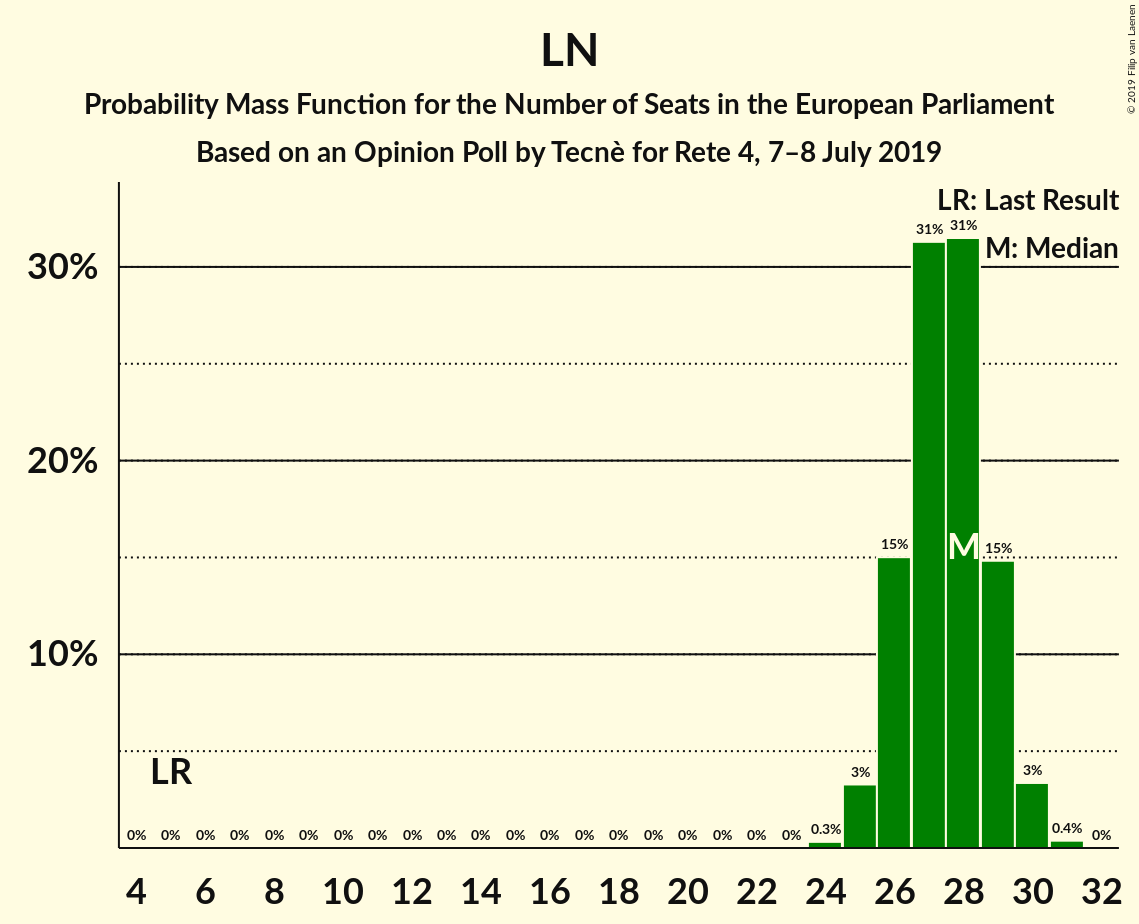 LN
Probability Mass Function for the Number of Seats in the European Parliament
Based on an Opinion Poll by Tecnè for Rete 4, 7–8 July 2019
© 2019 Filip van Laenen
LR: Last Result
M: Median
30%
20%
10%
31% 31%
15% M 15%
LR
3% 3%
0% 0% 0% 0% 0% 0% 0% 0% 0% 0% 0% 0% 0% 0% 0% 0% 0% 0% 0% 0% 0.3% 0.4% 0%
4 6 8 10 12 14 16 18 20 22 24 26 28 30 32